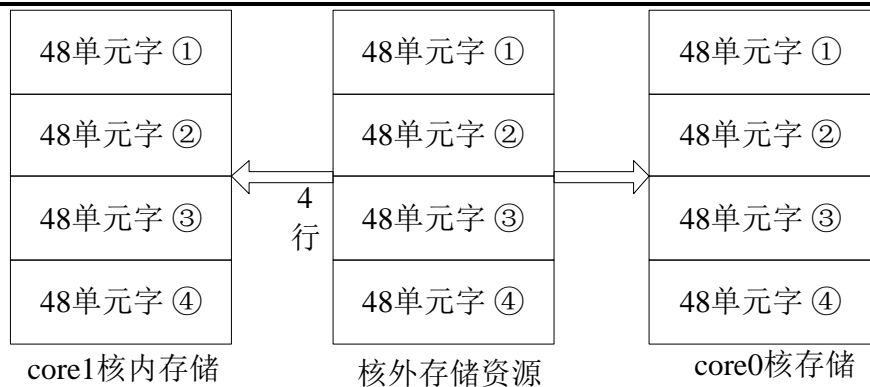 48单元字 ① 48单元字 ① 48单元字 ①
48单元字 ② 48单元字 ② 48单元字 ②
4
行
48单元字 ③ 48单元字 ③ 48单元字 ③
48单元字 ④ 48单元字 ④ 48单元字 ④
core1核内存储 核外存储资源 core0核存储